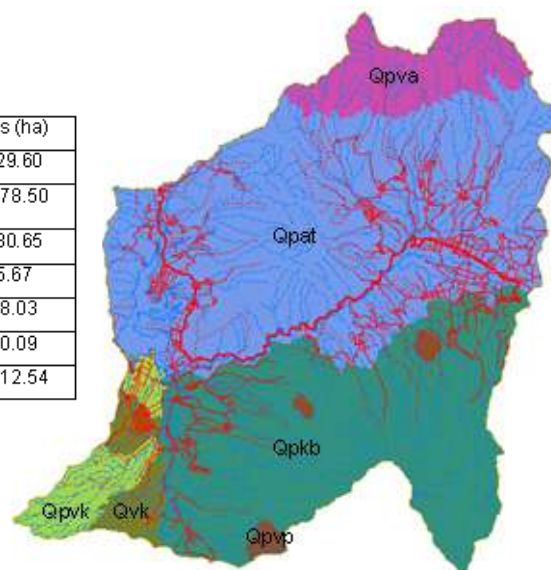 s (ha)
29.60
78.50
30.65
5.67
8.03
0.09
12.54
Qpva
Qpat
Qpkb
Qpvk Qvk
Qpvp